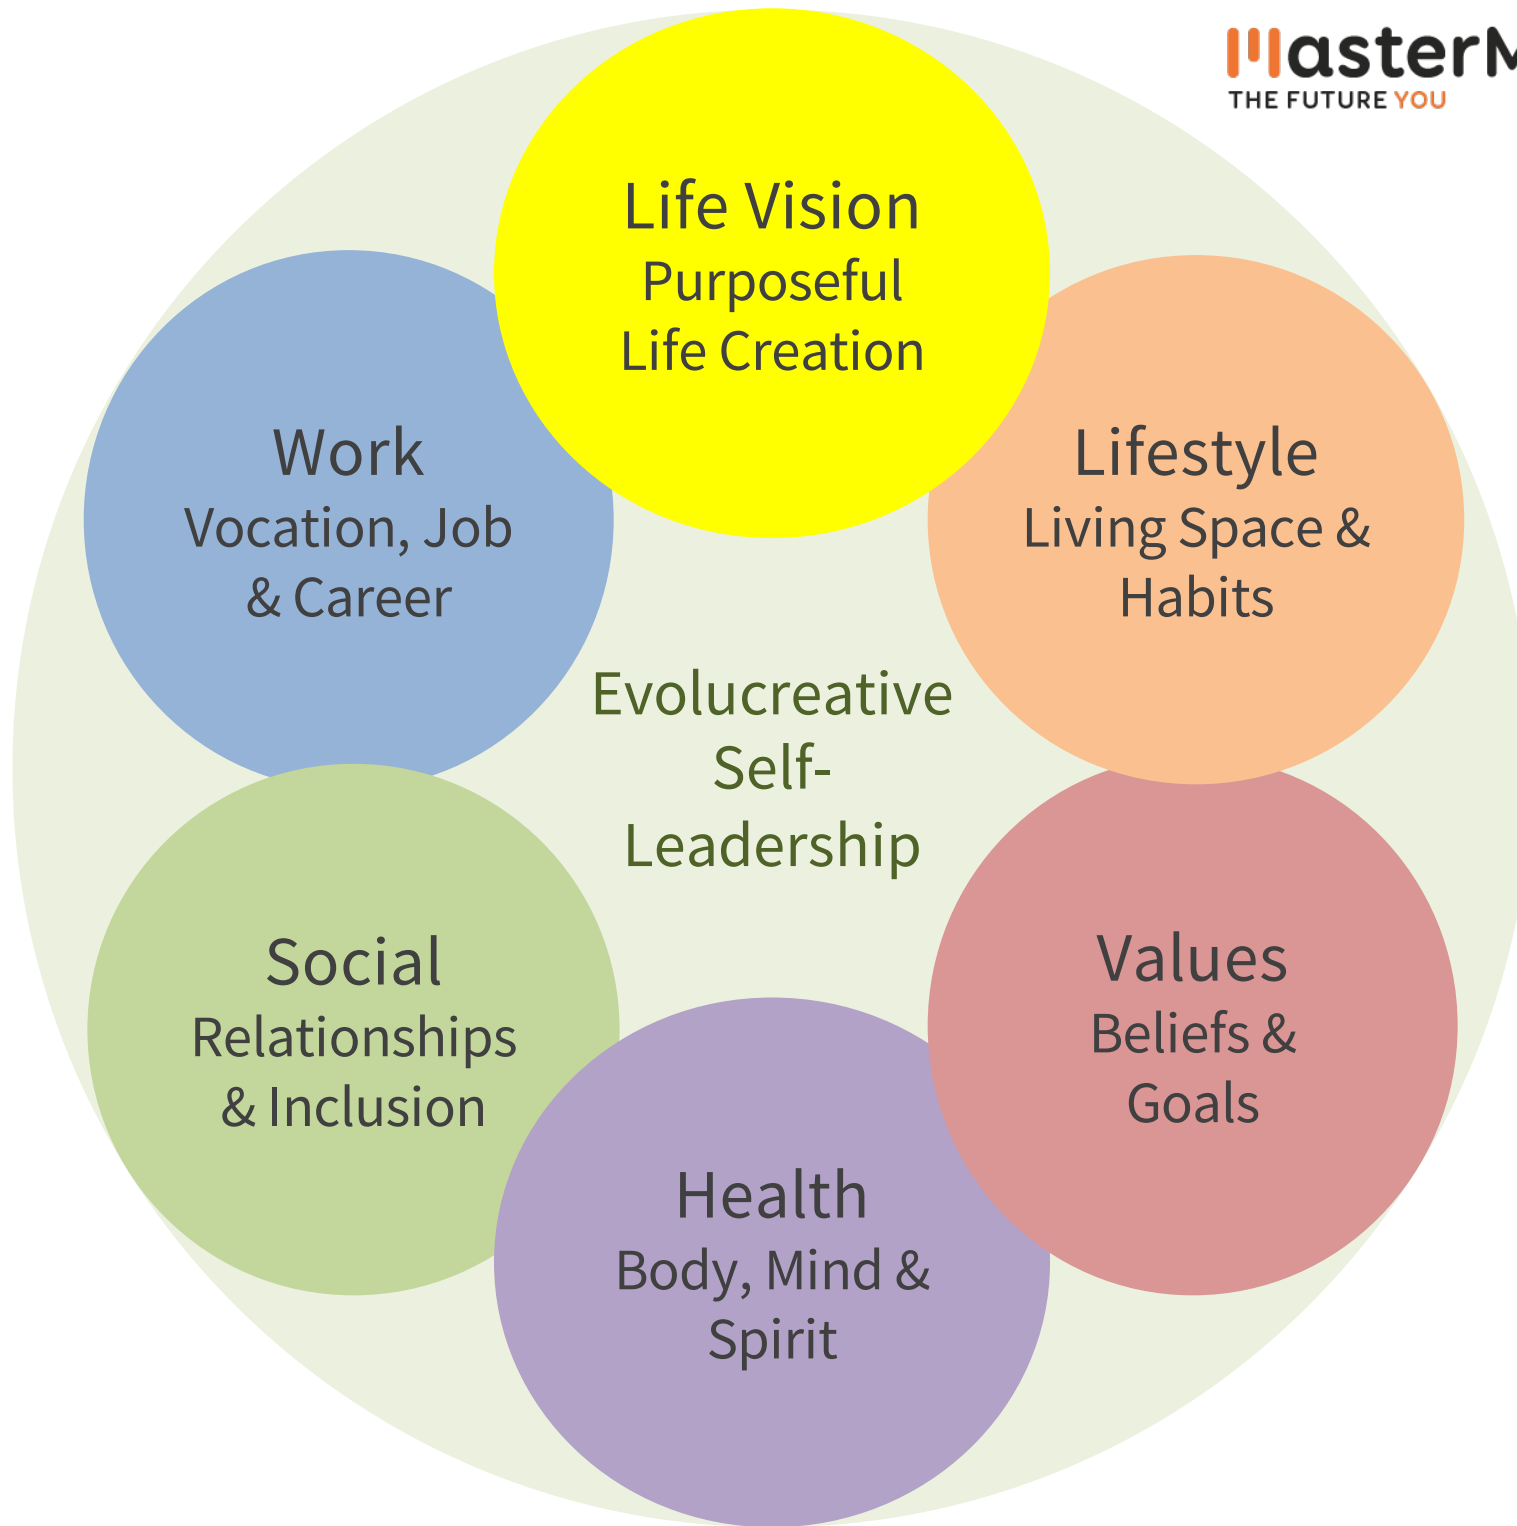 MasterM
THE FUTURE YOU
Life Vision
Purposeful
Life Creation
Work
Vocation, Job
& Career
Lifestyle
Living Space &
Habits
Evolucreative
Self-
Leadership
Social
Relationships
& Inclusion
Values
Beliefs &
Goals
Health
Body, Mind &
Spirit